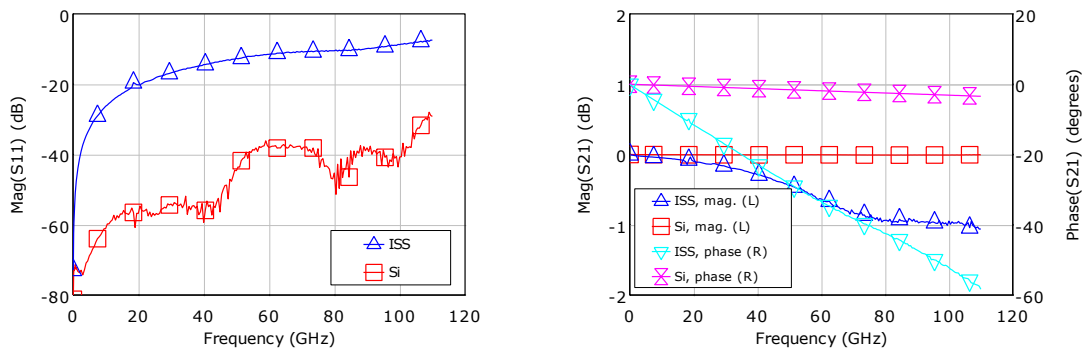 0
-20
-40
-60
-80
Mag(S11) (dB)
0 20 40 60 80 100 120
Frequency (GHz)
ISS
Si
2
1
0
-1
-2
Mag(S21) (dB)
20
0
-20
-40
-60
Phase(S21) (degrees)
0 20 40 60 80 100 120
Frequency (GHz)
ISS, mag. (L)
Si, mag. (L)
ISS, phase (R)
Si, phase (R)